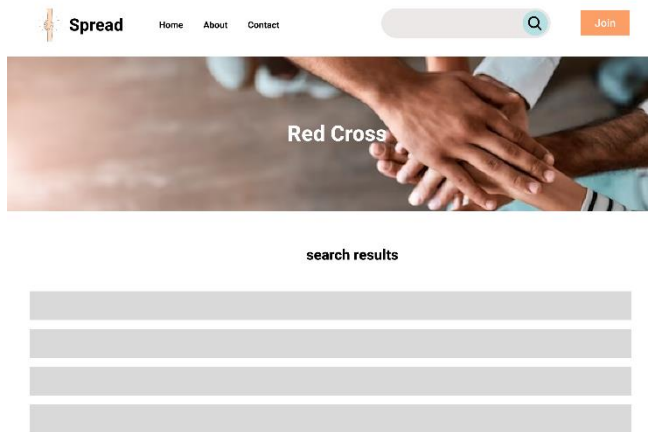 Spread
Home About Contact
Join
Red Cross
search results